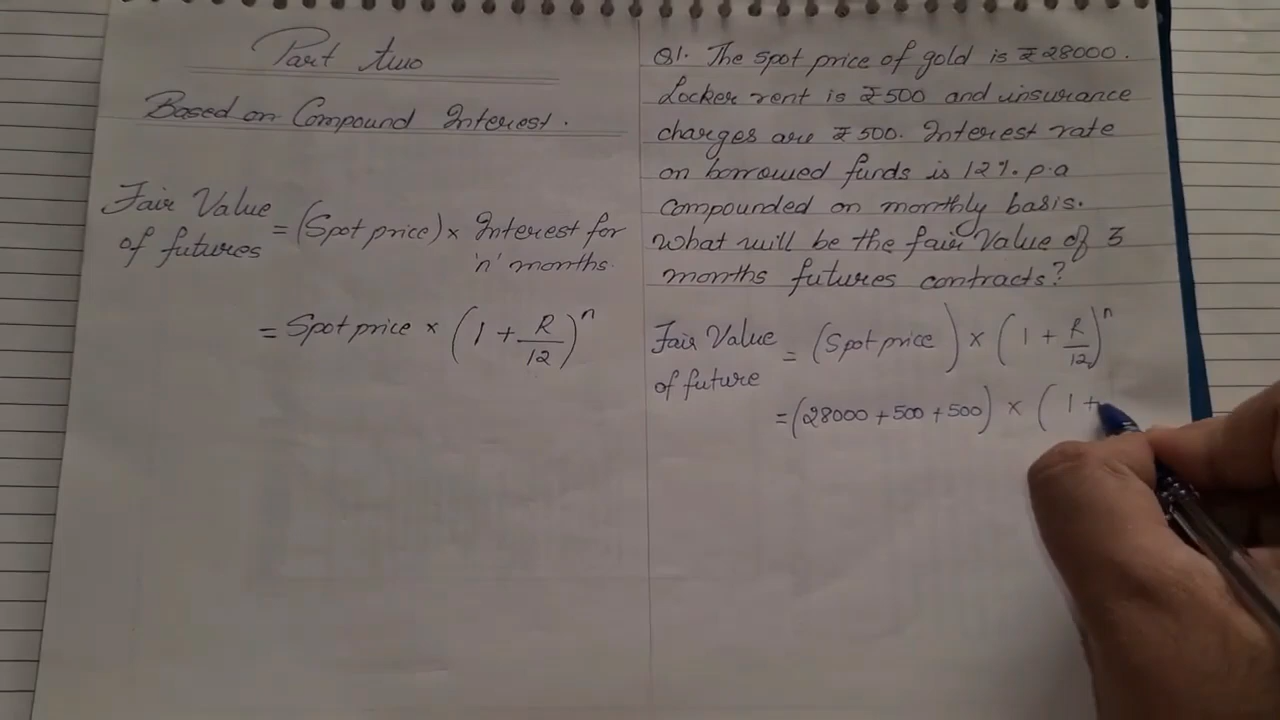 Part two
Based on Compound Interest.
Fair Value of futures = (Spot price) × Interest for 'n' months.
= Spot price × (1 + R/12)^n
Q1. The spot price of gold is ₹28000.
Locker rent is ₹500 and insurance
charges are ₹500. Interest rate
on borrowed funds is 12% p.a
compounded on monthly basis.
What will be the fair Value of 3
months futures contracts?
Fair Value of future = (Spot price) × (1 + R/12)^n
= (28000 + 500 + 500) × (1 +